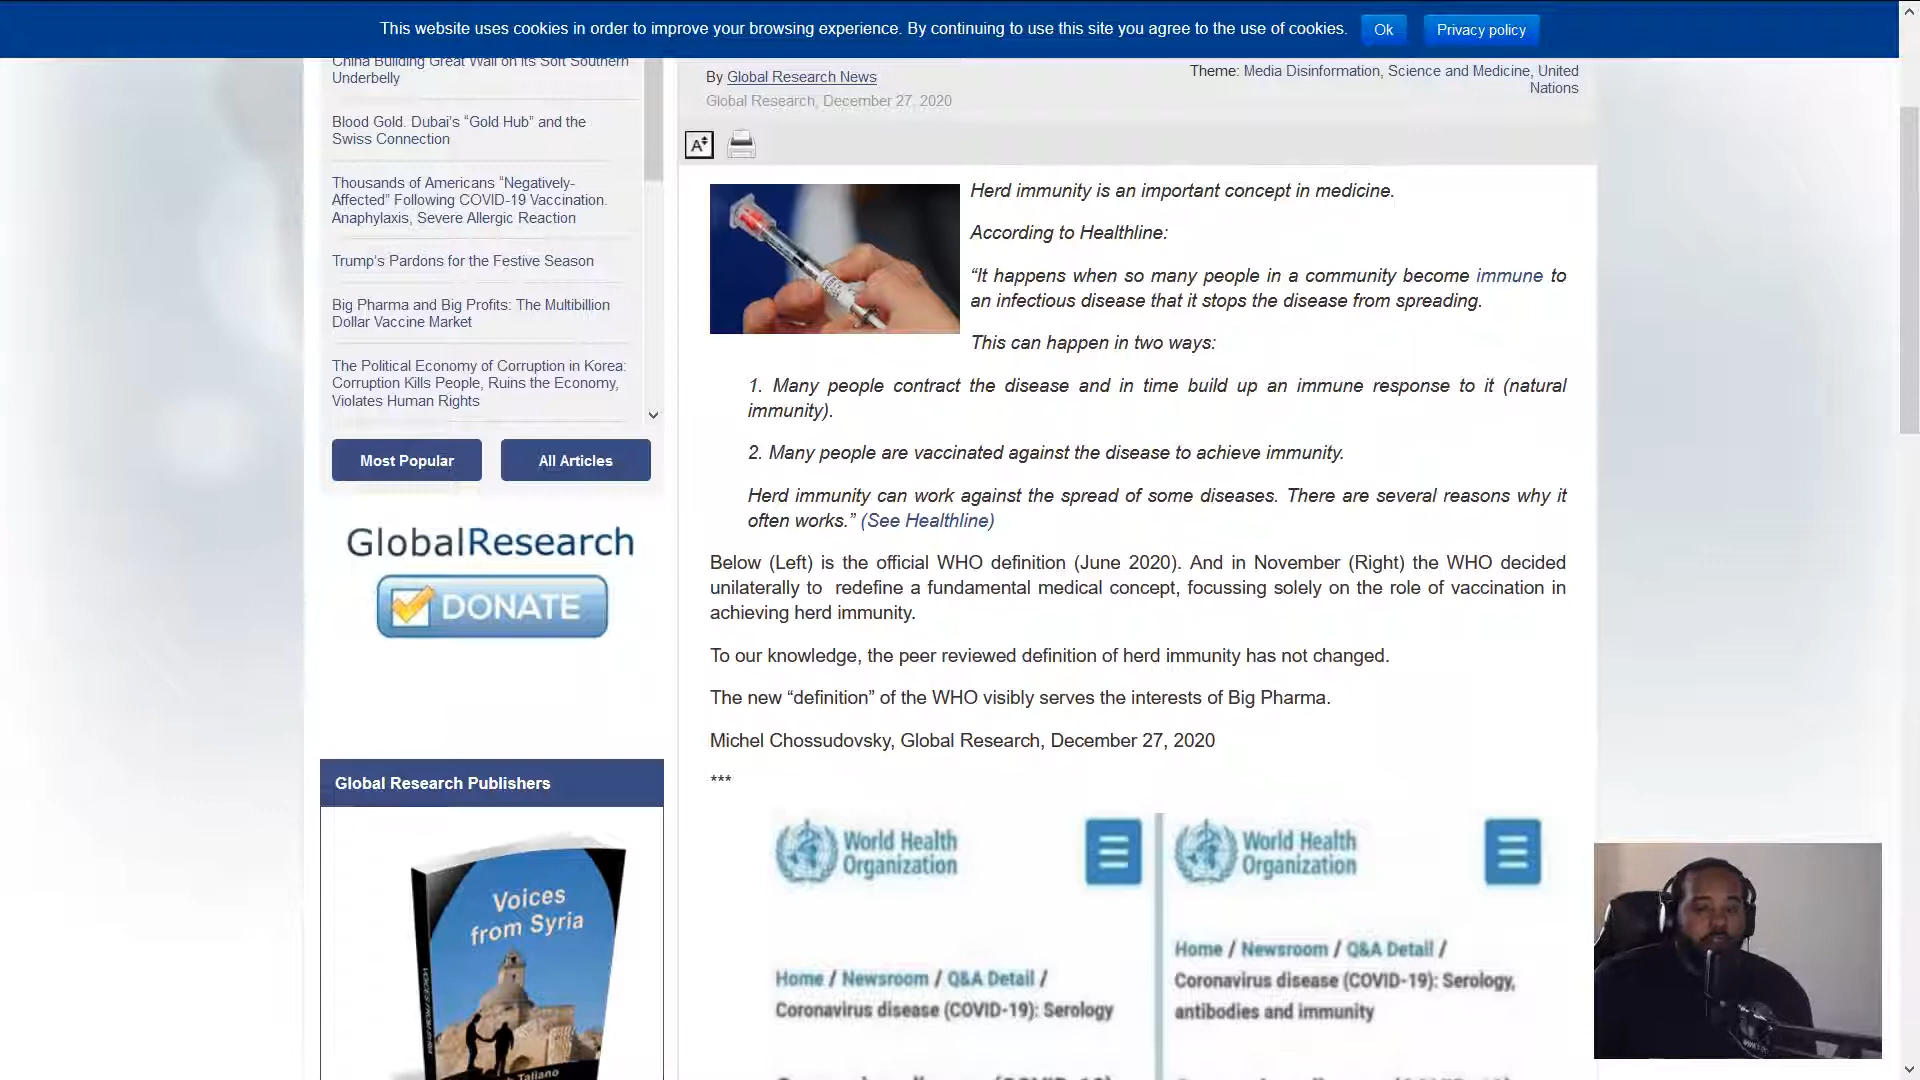 This website uses cookies in order to improve your browsing experience. By continuing to use this site you agree to the use of cookies.
Ok
Privacy policy
China Building Great Wall on its Soft Southern
Underbelly
Blood Gold. Dubai's “Gold Hub” and the
Swiss Connection
Thousands of Americans “Negatively-
Affected” Following COVID-19 Vaccination.
Anaphylaxis, Severe Allergic Reaction
Trump's Pardons for the Festive Season
Big Pharma and Big Profits: The Multibillion
Dollar Vaccine Market
The Political Economy of Corruption in Korea:
Corruption Kills People, Ruins the Economy,
Violates Human Rights
Most Popular
All Articles
GlobalResearch
DONATE
Global Research Publishers
Voices
from Syria
Taliano
By Global Research News
Global Research, December 27, 2020
Theme: Media Disinformation, Science and Medicine, United
Nations
A
Herd immunity is an important concept in medicine.
According to Healthline:
“It happens when so many people in a community become immune to
an infectious disease that it stops the disease from spreading.
This can happen in two ways:
1. Many people contract the disease and in time build up an immune response to it (natural
immunity).
2. Many people are vaccinated against the disease to achieve immunity.
Herd immunity can work against the spread of some diseases. There are several reasons why it
often works.” (See Healthline)
Below (Left) is the official WHO definition (June 2020). And in November (Right) the WHO decided
unilaterally to redefine a fundamental medical concept, focussing solely on the role of vaccination in
achieving herd immunity.
To our knowledge, the peer reviewed definition of herd immunity has not changed.
The new “definition” of the WHO visibly serves the interests of Big Pharma.
Michel Chossudovsky, Global Research, December 27, 2020
***
World Health
Organization
Home / Newsroom / Q&A Detail /
Coronavirus disease (COVID-19): Serology
World Health
Organization
Home / Newsroom / Q&A Detail /
Coronavirus disease (COVID-19): Serology,
antibodies and immunity